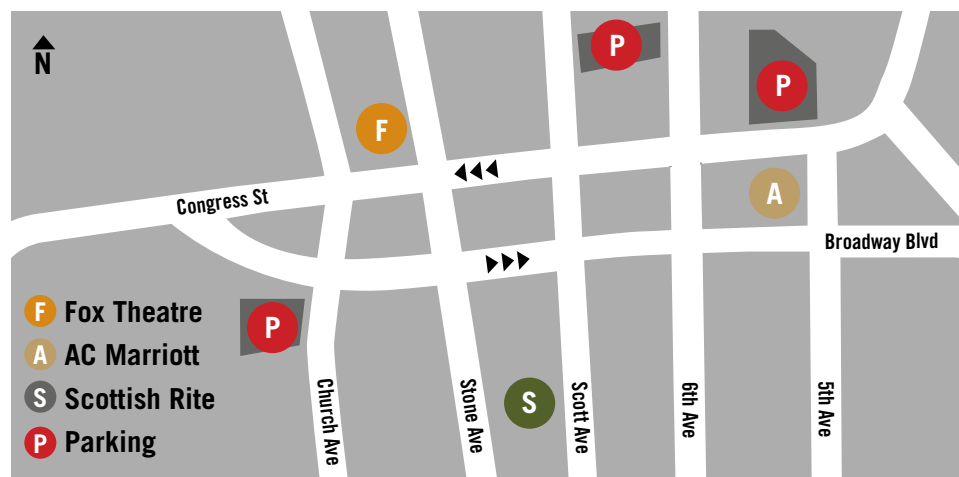 N
P
P
F
A
Congress St
Broadway Blvd
P
F Fox Theatre
A AC Marriott
S Scottish Rite
P Parking
S
Church Ave
Stone Ave
Scott Ave
6th Ave
5th Ave